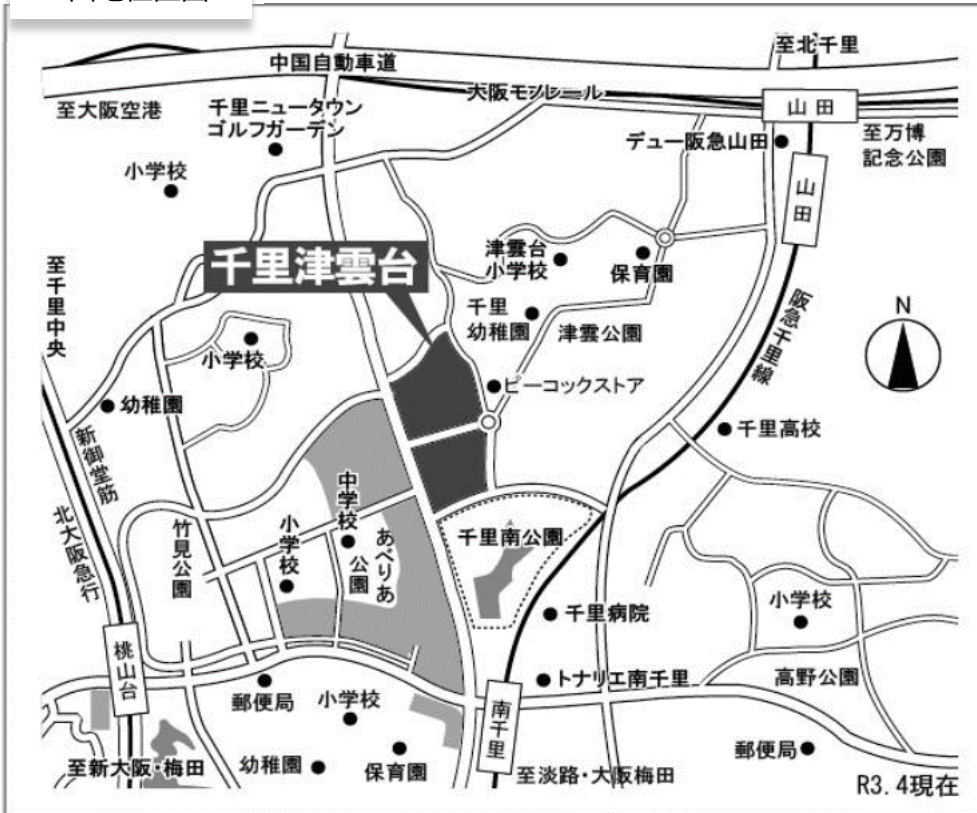 至北千里
中国自動車道
大阪モノレール
至大阪空港
千里ニュータウン
ゴルフガーデン
山田
デュー阪急山田
至万博
記念公園
小学校
山田
千里津雲台
津雲台
小学校
保育園
至千里中央
千里
幼稚園
津雲公園
阪急千里線
N
小学校
ピーコックストア
幼稚園
千里高校
新御堂筋
中学校
北大阪急行
竹見公園
小学校
公園
あべりあ
千里南公園
千里病院
小学校
桃山台
トナリエ南千里
高野公園
郵便局
小学校
南千里
郵便局
至新大阪・梅田
幼稚園
保育園
至淡路・大阪梅田
R3.4現在